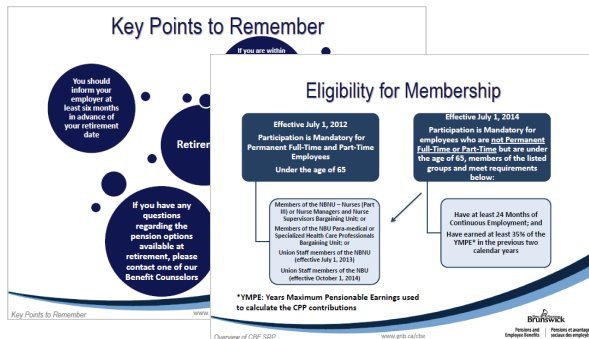 Key Points to Remember
If you are within
You should
inform your
employer at
least six months
in advance of
your retirement
date
Retire
If you have any
questions
regarding the
pension options
available at
retirement, please
contact one of our
Benefit Counselors
Key Points to Remember
www.
Eligibility for Membership
Effective July 1, 2012
Participation is Mandatory for
Permanent Full-Time and Part-Time
Employees
Under the age of 65
Effective July 1, 2014
Participation is Mandatory for
employees who are not Permanent
Full-Time or Part-Time but are under
the age of 65, members of the listed
groups and meet requirements
below:
Members of the NBNU – Nurses (Part
III) or Nurse Managers and Nurse
Supervisors Bargaining Unit; or
Members of the NBU Para-medical or
Specialized Health Care Professionals
Bargaining Unit; or
Union Staff members of the NBNU
(effective July 1, 2013)
Union Staff members of the NBU
(effective October 1, 2014)
Have at least 24 Months of
Continuous Employment; and
Have earned at least 35% of
the YMPE* in the previous two
calendar years
*YMPE: Years Maximum Pensionable Earnings used
to calculate the CPP contributions
Brunswick
Pensions and
Employee Benefits
Pensions et avantages
sociaux des employés
Overview of CBE SRP
www.gnb.ca/cbe